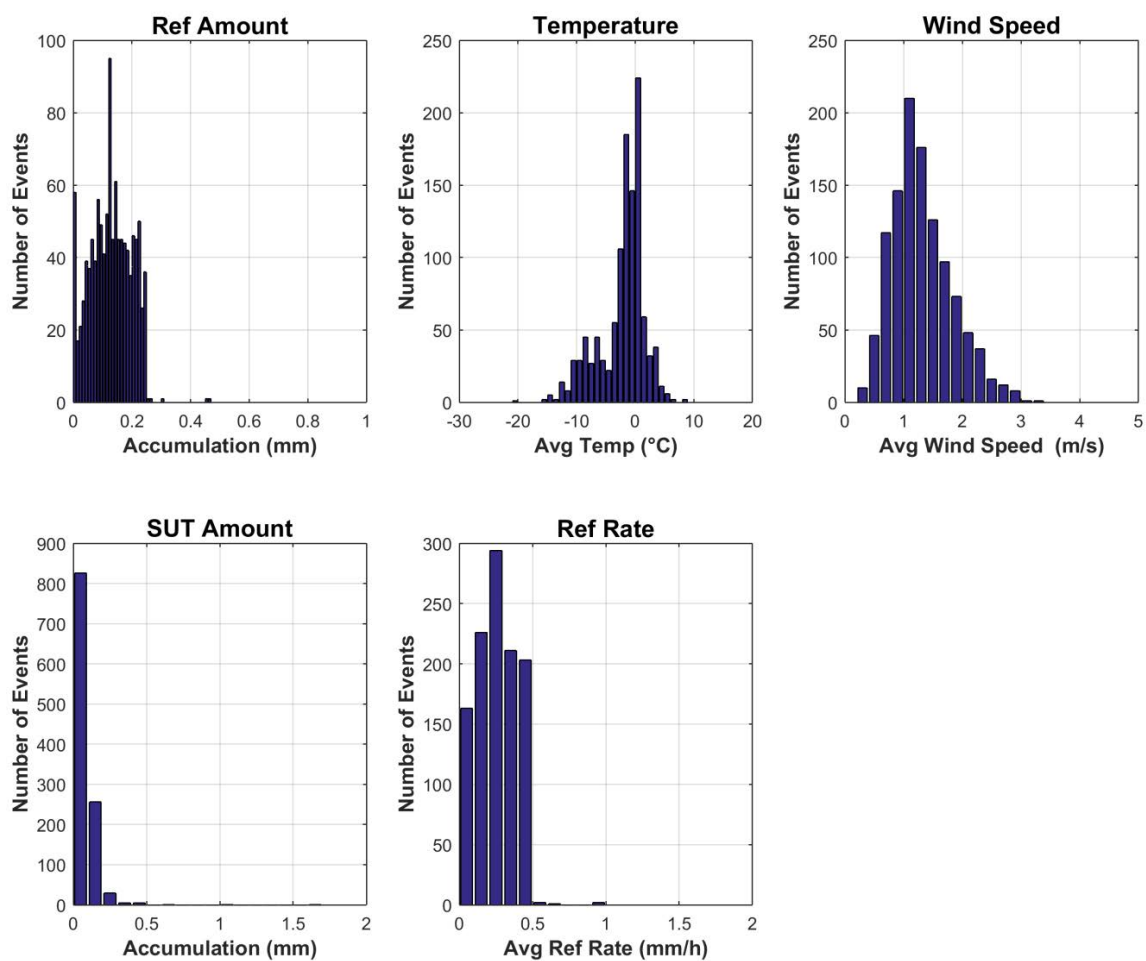 Ref Amount
Number of Events
100
80
60
40
20
0
0 0.2 0.4 0.6 0.8 1
Accumulation (mm)
Temperature
Number of Events
250
200
150
100
50
0
-30 -20 -10 0 10 20
Avg Temp (°C)
Wind Speed
Number of Events
250
200
150
100
50
0
0 1 2 3 4 5
Avg Wind Speed (m/s)
SUT Amount
Number of Events
900
800
700
600
500
400
300
200
100
0
0 0.5 1 1.5 2
Accumulation (mm)
Ref Rate
Number of Events
300
250
200
150
100
50
0
0 0.5 1 1.5 2
Avg Ref Rate (mm/h)